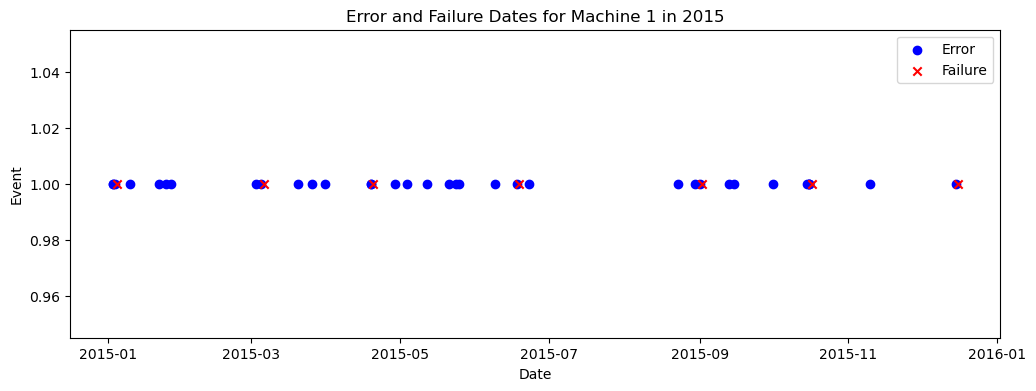 Error and Failure Dates for Machine 1 in 2015
Error
Failure
1.04
1.02
1.00
0.98
0.96
Event
2015-01
2015-03
2015-05
2015-07
2015-09
2015-11
2016-01
Date